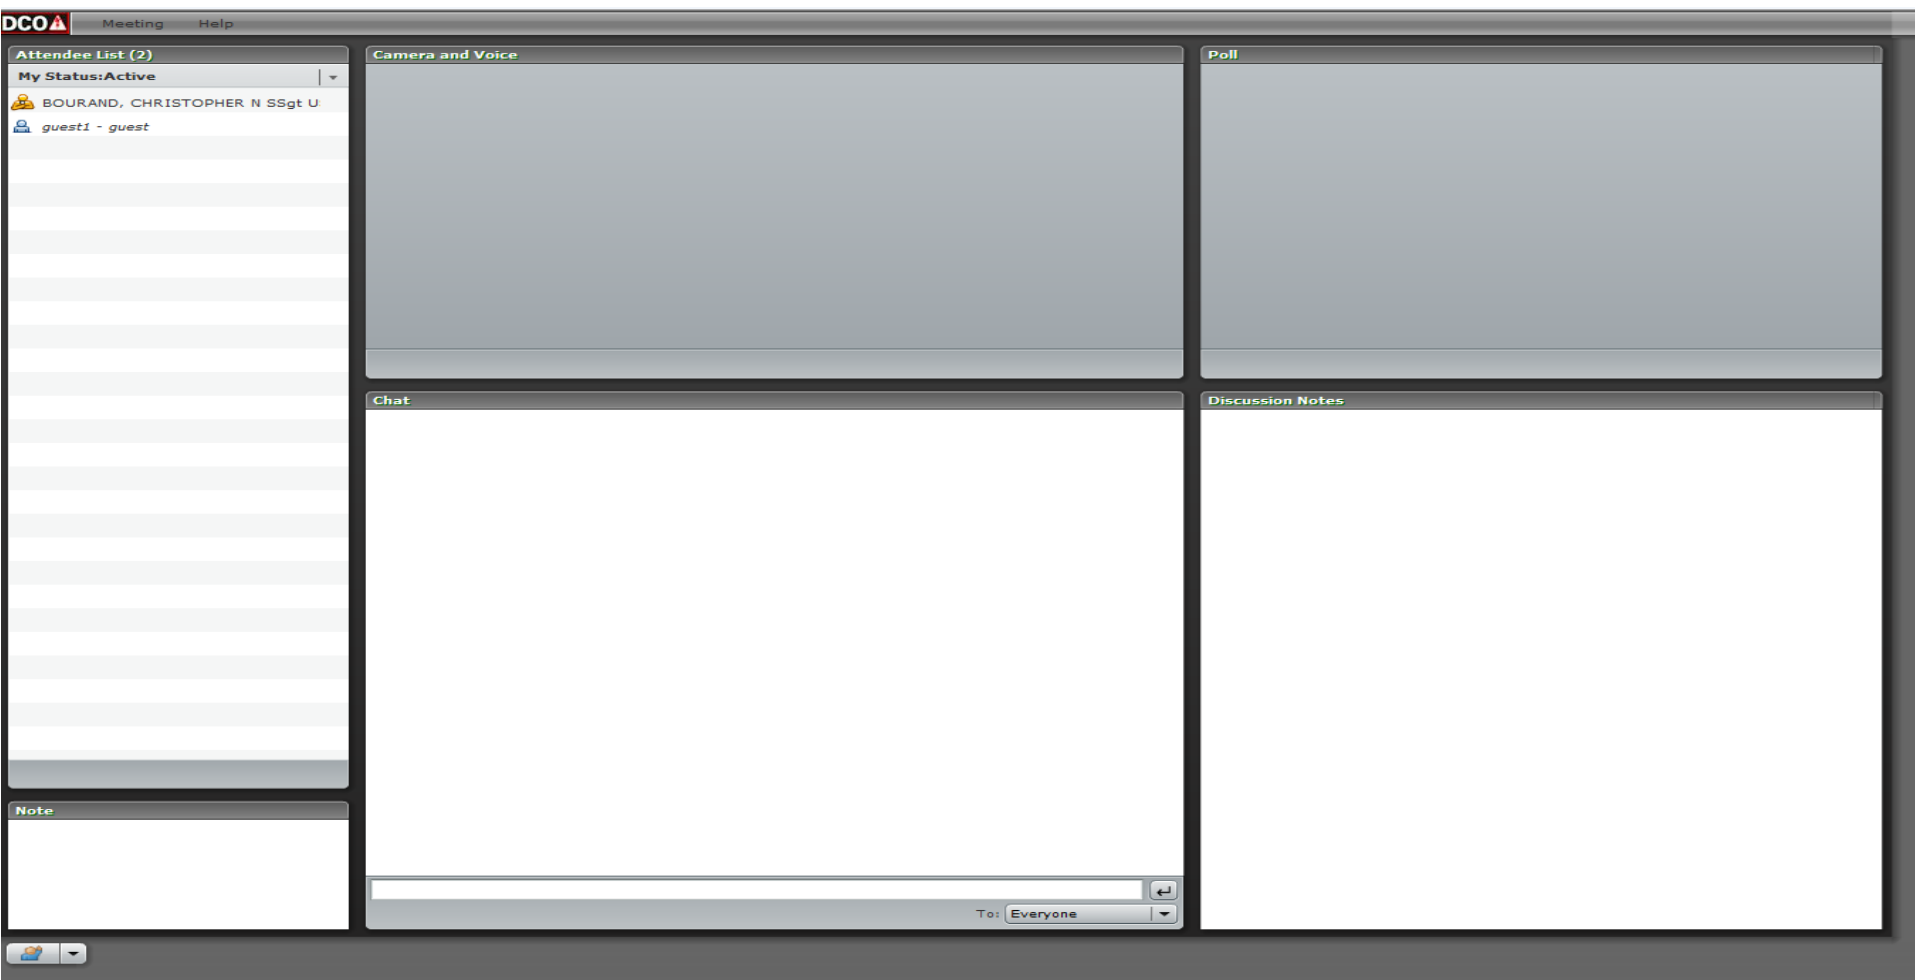 DCO
Meeting Help
Attendee List (2)
My Status:Active
BOURAND, CHRISTOPHER N SSgt U
guest1 - guest
Note
Camera and Voice
Chat
To: Everyone
Poll
Discussion Notes